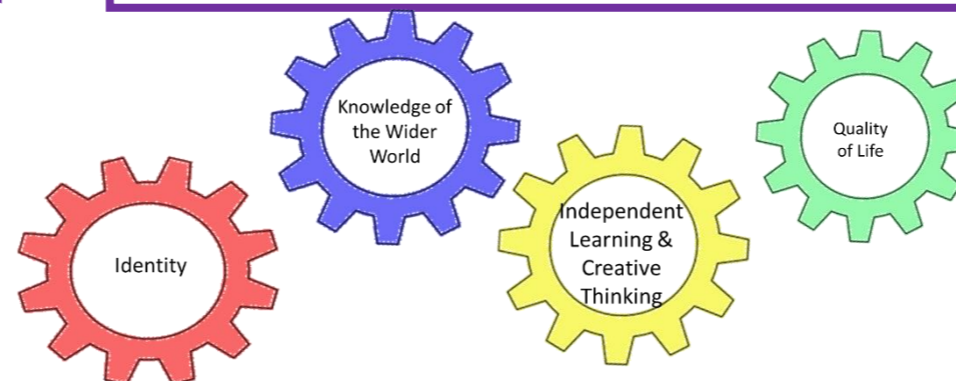 Identity
Knowledge of
the Wider
World
Independent
Learning &
Creative
Thinking
Quality
of Life